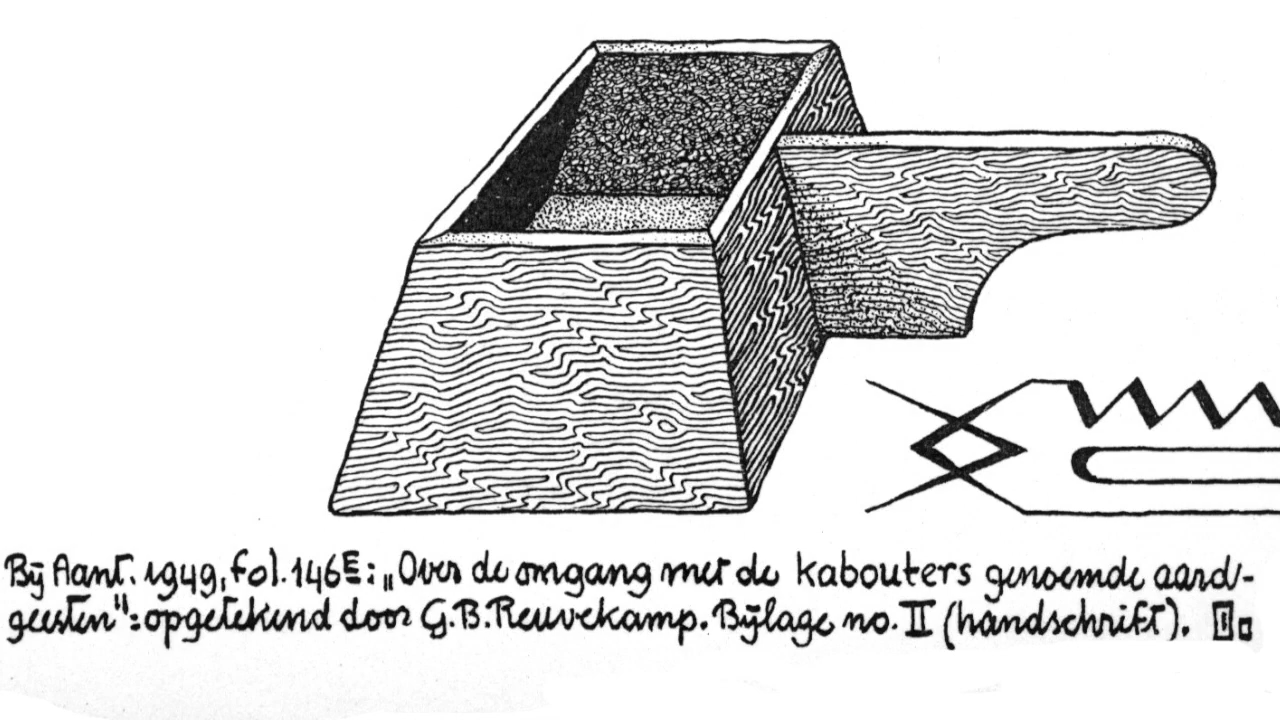 Bij Aant. 1949, fol. 146E: „Over de omgang met de kabouters genoemde aard-
geesten": opgetekend door G.B. Reuvekamp. Bijlage no. II (handschrift).